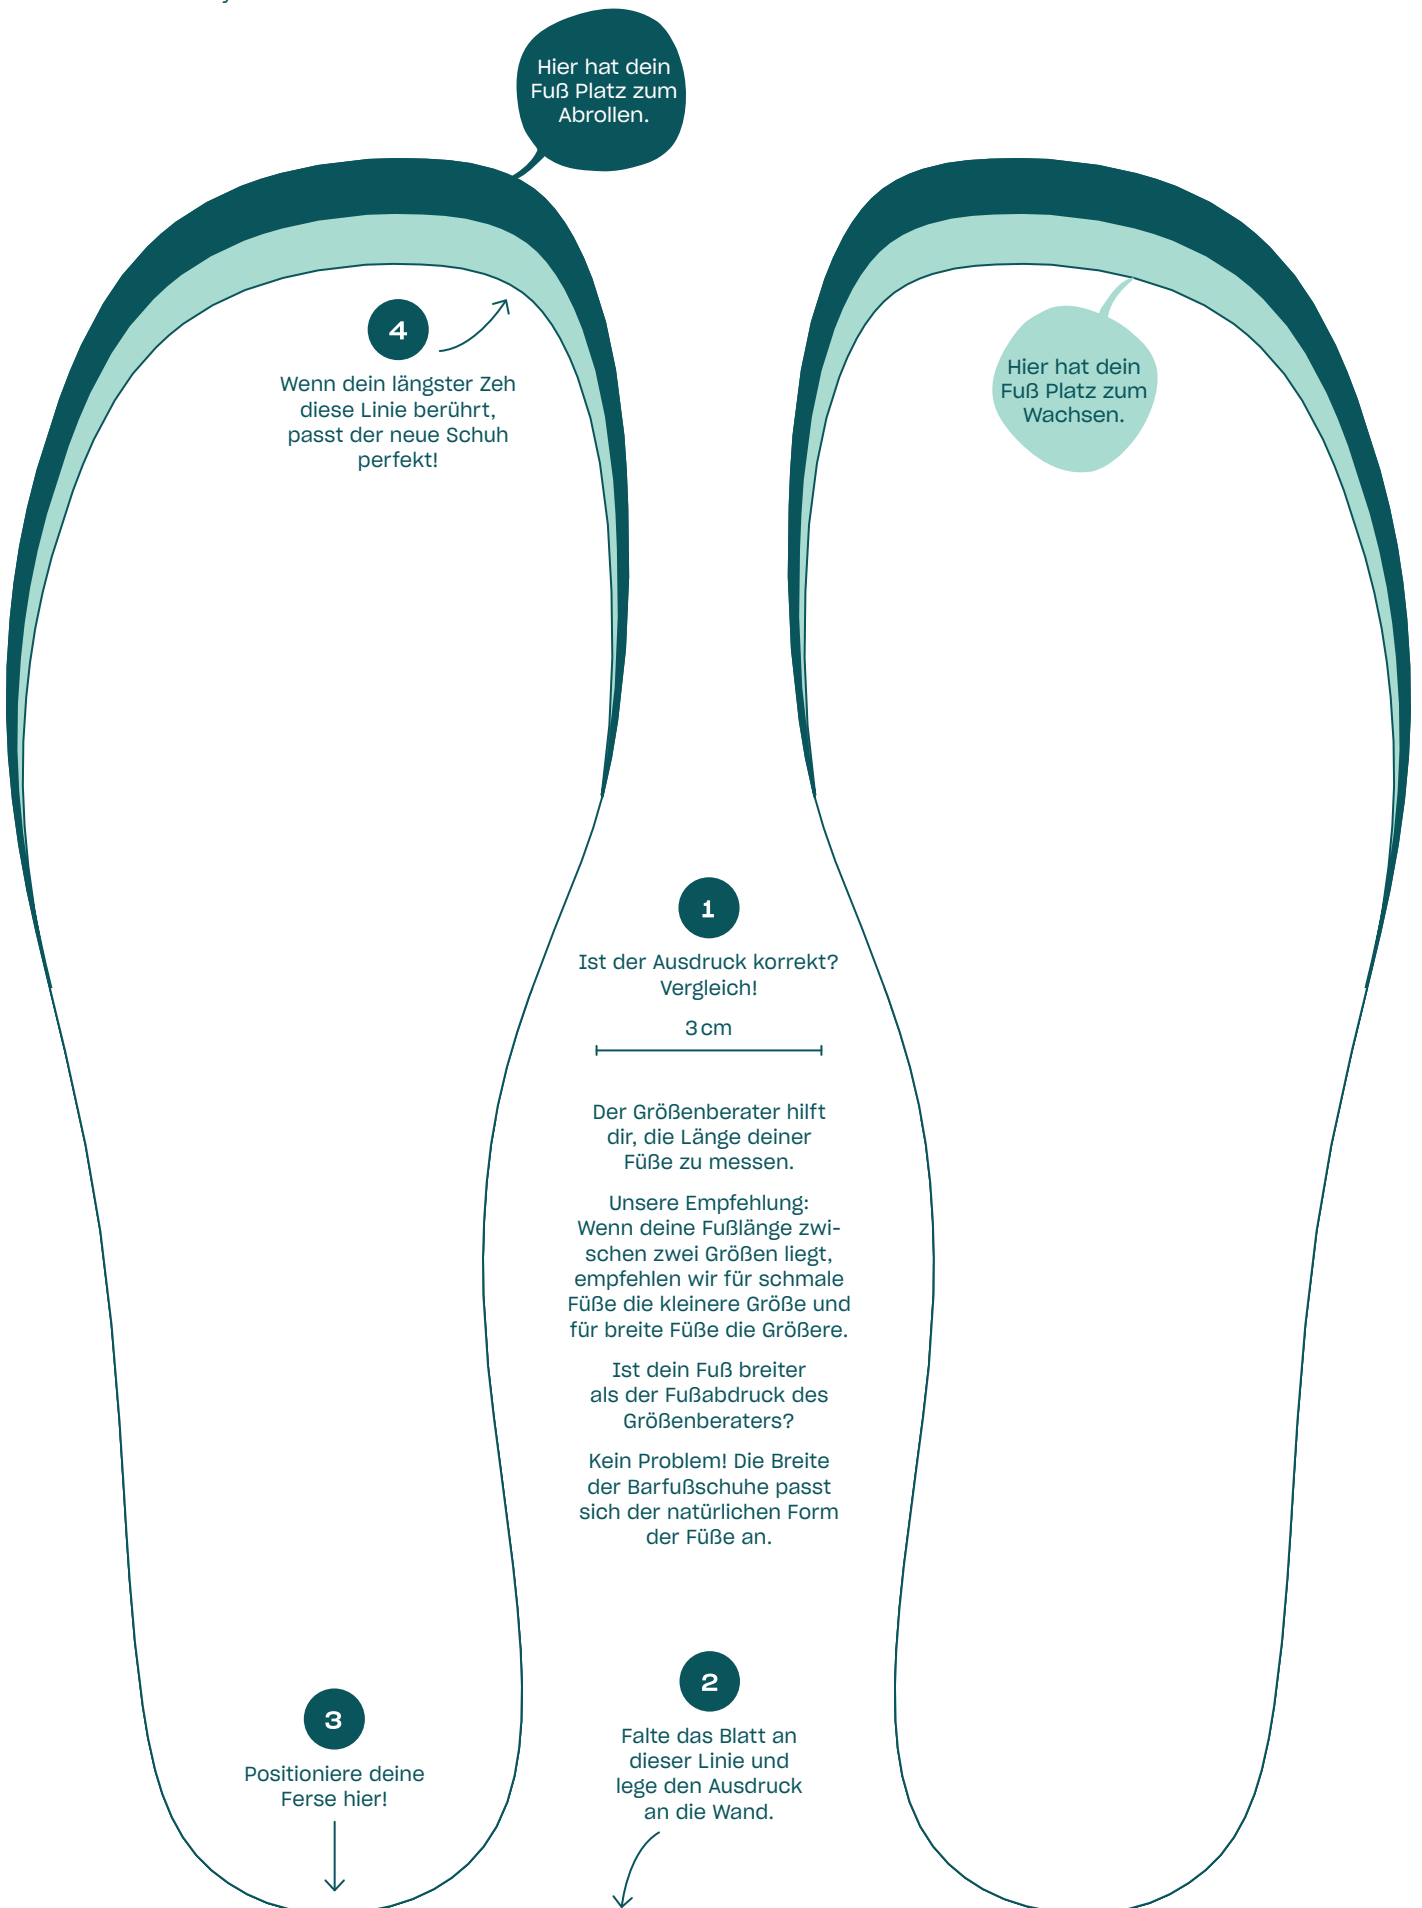 Hier hat dein
Fuß Platz zum
Abrollen.
4
Wenn dein längster Zeh
diese Linie berührt,
passt der neue Schuh
perfekt!
Hier hat dein
Fuß Platz zum
Wachsen.
1
Ist der Ausdruck korrekt?
Vergleich!
3 cm
Der Größenberater hilft
dir, die Länge deiner
Füße zu messen.
Unsere Empfehlung:
Wenn deine Fußlänge zwi-
schen zwei Größen liegt,
empfehlen wir für schmale
Füße die kleinere Größe und
für breite Füße die Größere.
Ist dein Fuß breiter
als der Fußabdruck des
Größenberaters?
Kein Problem! Die Breite
der Barfußschuhe passt
sich der natürlichen Form
der Füße an.
2
Falte das Blatt an
dieser Linie und
lege den Ausdruck
an die Wand.
3
Positioniere deine
Ferse hier!